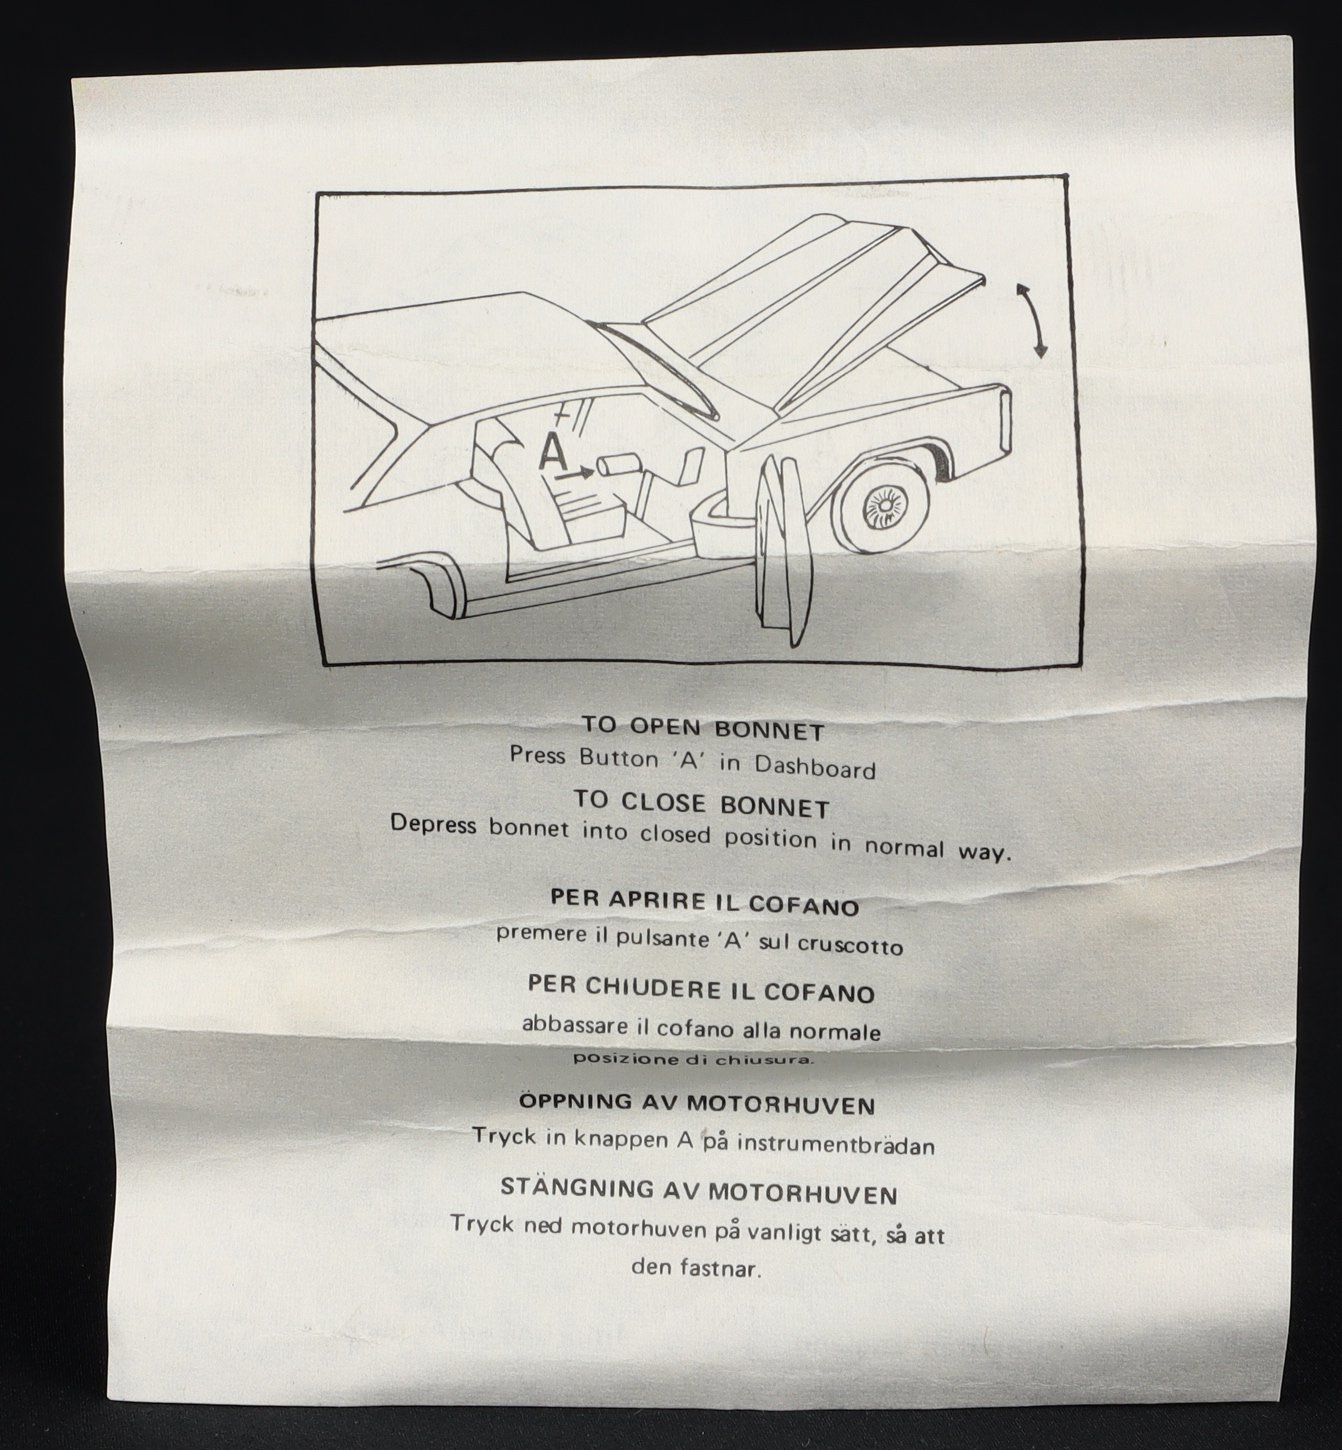 A
TO OPEN BONNET
Press Button 'A' in Dashboard
TO CLOSE BONNET
Depress bonnet into closed position in normal way.
PER APRIRE IL COFANO
premere il pulsante 'A' sul cruscotto
PER CHIUDERE IL COFANO
abbassare il cofano alla normale
posizione di chiusura.
ÖPPNING AV MOTORHUVEN
Tryck in knappen A på instrumentbrädan
STÄNGNING AV MOTORHUVEN
Tryck ned motorhuven på vanligt sätt, så att
den fastnar.